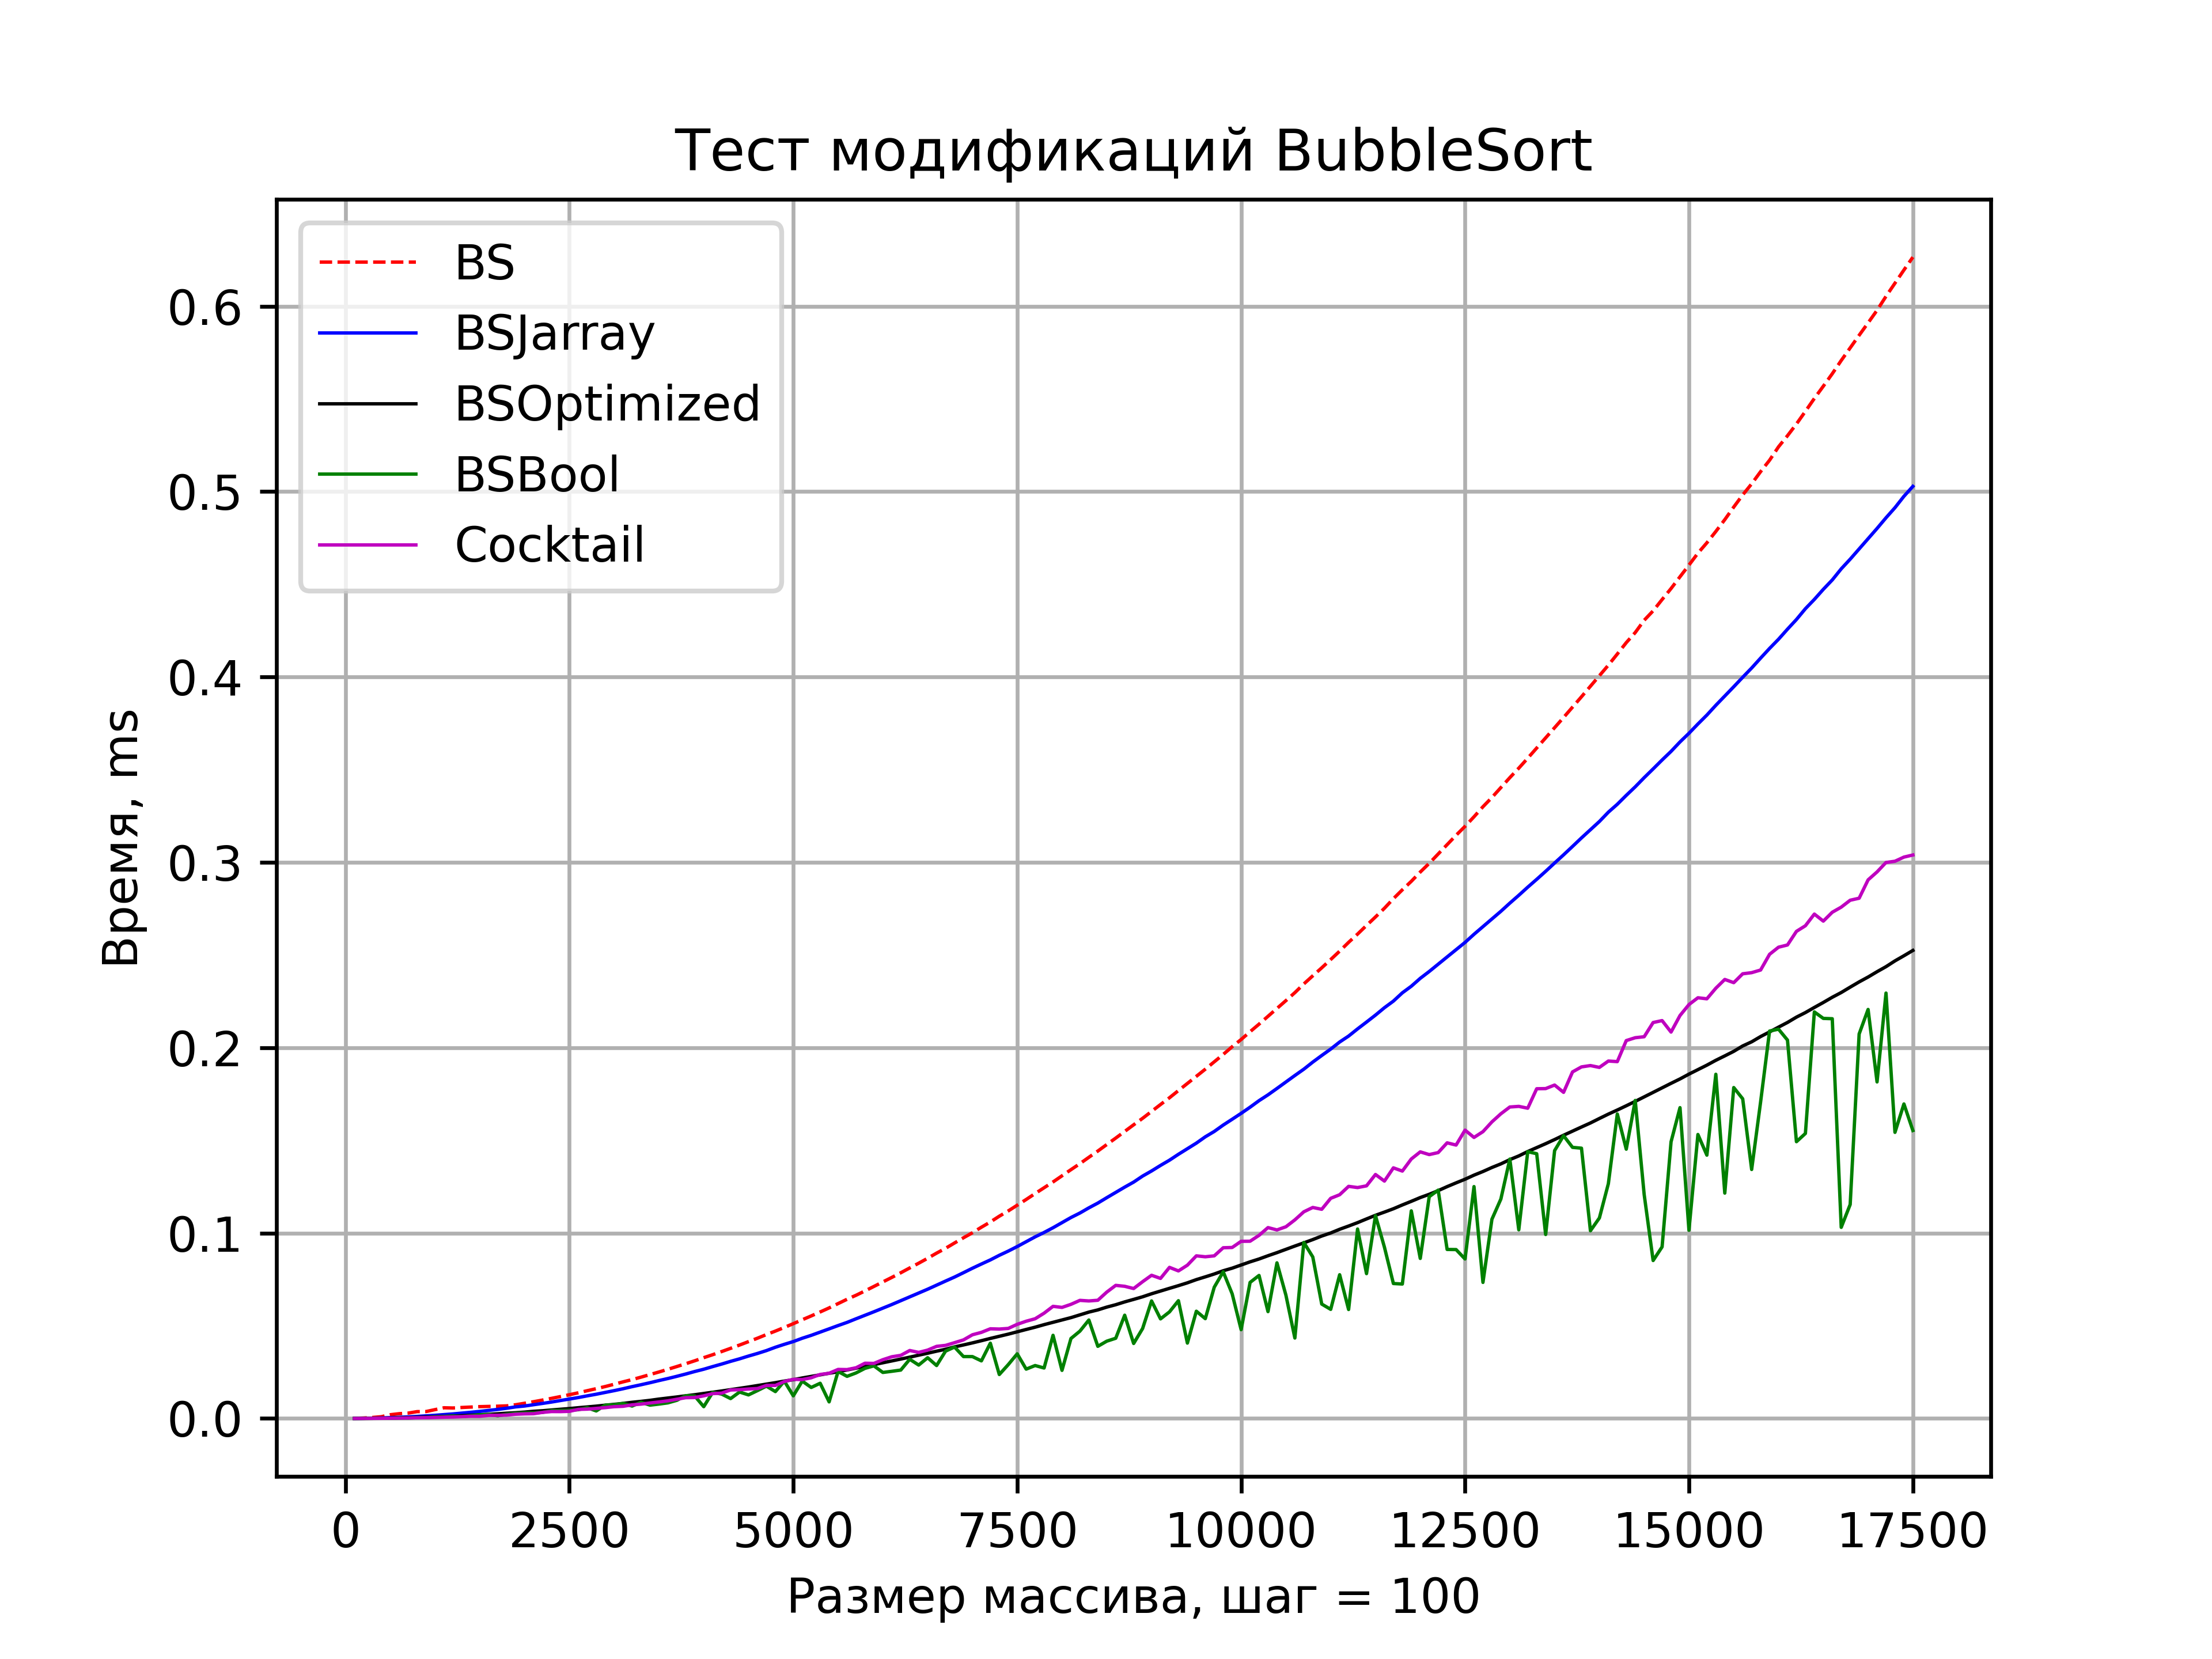 Тест модификаций BubbleSort
BS
BSJarray
BSOptimized
BSBool
Cocktail
0.6
0.5
0.4
0.3
0.2
0.1
0.0
Время, ms
0 2500 5000 7500 10000 12500 15000 17500
Размер массива, шаг = 100